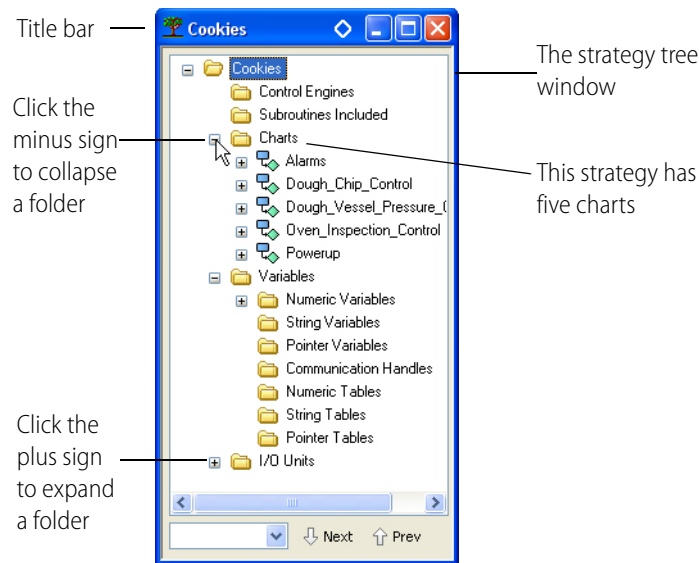 Title bar
Cookies
The strategy tree
window
Cookies
Control Engines
Subroutines Included
Click the
minus sign
to collapse
a folder
Charts
Alarms
Dough_Chip_Control
Dough_Vessel_Pressure_(
Oven_Inspection_Control
Powerup
This strategy has
five charts
Variables
Numeric Variables
String Variables
Pointer Variables
Communication Handles
Numeric Tables
String Tables
Pointer Tables
I/O Units
Click the
plus sign
to expand
a folder
Next Prev